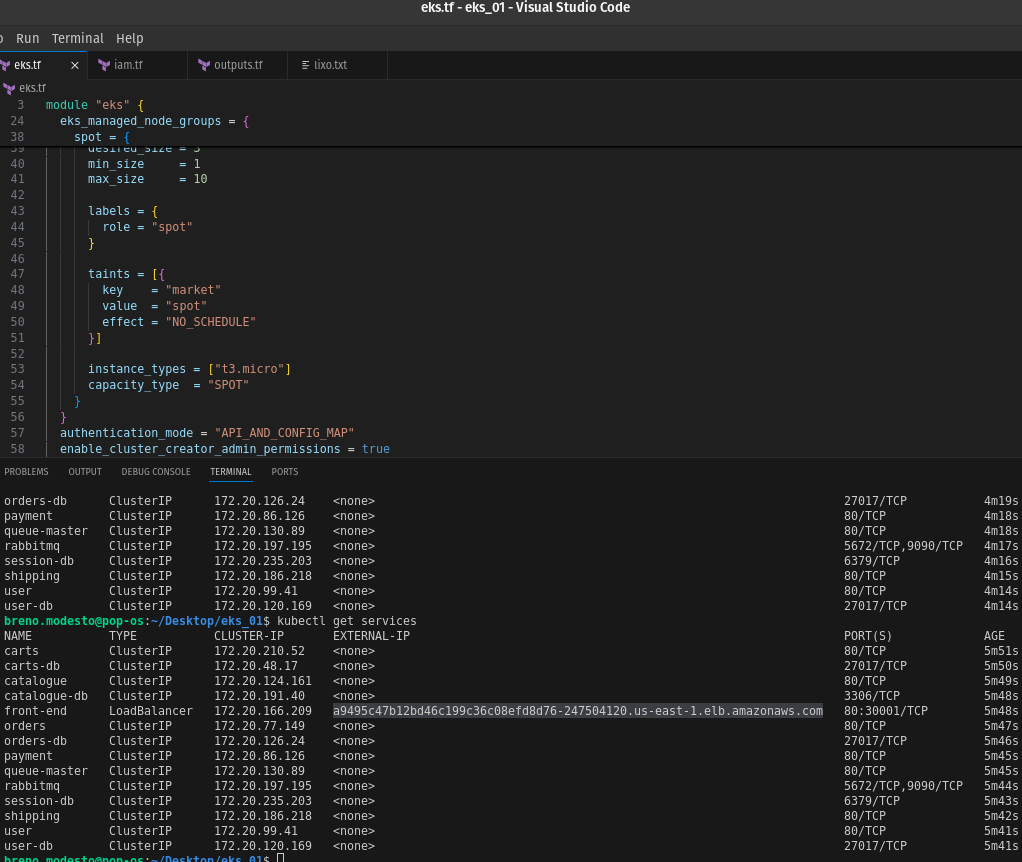 eks.tf - eks_01 - Visual Studio Code
Run Terminal Help
eks.tf × iam.tf outputs.tf lixo.txt
eks.tf
3 module "eks" {
24 eks_managed_node_groups = {
38 spot = {
39 desired_size = 3
40 min_size = 1
41 max_size = 10
42
43 labels = {
44 role = "spot"
45 }
46
47 taints = [{
48 key = "market"
49 value = "spot"
50 effect = "NO_SCHEDULE"
51 }]
52
53 instance_types = ["t3.micro"]
54 capacity_type = "SPOT"
55 }
56 }
57 authentication_mode = "API_AND_CONFIG_MAP"
58 enable_cluster_creator_admin_permissions = true
PROBLEMS OUTPUT DEBUG CONSOLE TERMINAL PORTS
orders-db ClusterIP 172.20.126.24 <none> 27017/TCP 4m19s
payment ClusterIP 172.20.86.126 <none> 80/TCP 4m18s
queue-master ClusterIP 172.20.130.89 <none> 80/TCP 4m18s
rabbitmq ClusterIP 172.20.197.195 <none> 5672/TCP,9090/TCP 4m17s
session-db ClusterIP 172.20.235.203 <none> 6379/TCP 4m16s
shipping ClusterIP 172.20.186.218 <none> 80/TCP 4m15s
user ClusterIP 172.20.99.41 <none> 80/TCP 4m14s
user-db ClusterIP 172.20.120.169 <none> 27017/TCP 4m14s
breno.modesto@pop-os:~/Desktop/eks_01$ kubectl get services
NAME TYPE CLUSTER-IP EXTERNAL-IP PORT(S) AGE
carts ClusterIP 172.20.210.52 <none> 80/TCP 5m51s
carts-db ClusterIP 172.20.48.17 <none> 27017/TCP 5m50s
catalogue ClusterIP 172.20.124.161 <none> 80/TCP 5m49s
catalogue-db ClusterIP 172.20.191.40 <none> 3306/TCP 5m48s
front-end LoadBalancer 172.20.166.209 a9495c47b12bd46c199c36c08efd8d76-247504120.us-east-1.elb.amazonaws.com 80:30001/TCP 5m48s
orders ClusterIP 172.20.77.149 <none> 80/TCP 5m47s
orders-db ClusterIP 172.20.126.24 <none> 27017/TCP 5m46s
payment ClusterIP 172.20.86.126 <none> 80/TCP 5m45s
queue-master ClusterIP 172.20.130.89 <none> 80/TCP 5m45s
rabbitmq ClusterIP 172.20.197.195 <none> 5672/TCP,9090/TCP 5m44s
session-db ClusterIP 172.20.235.203 <none> 6379/TCP 5m43s
shipping ClusterIP 172.20.186.218 <none> 80/TCP 5m42s
user ClusterIP 172.20.99.41 <none> 80/TCP 5m41s
user-db ClusterIP 172.20.120.169 <none> 27017/TCP 5m41s
breno.modesto@pop-os:~/Desktop/eks_01$